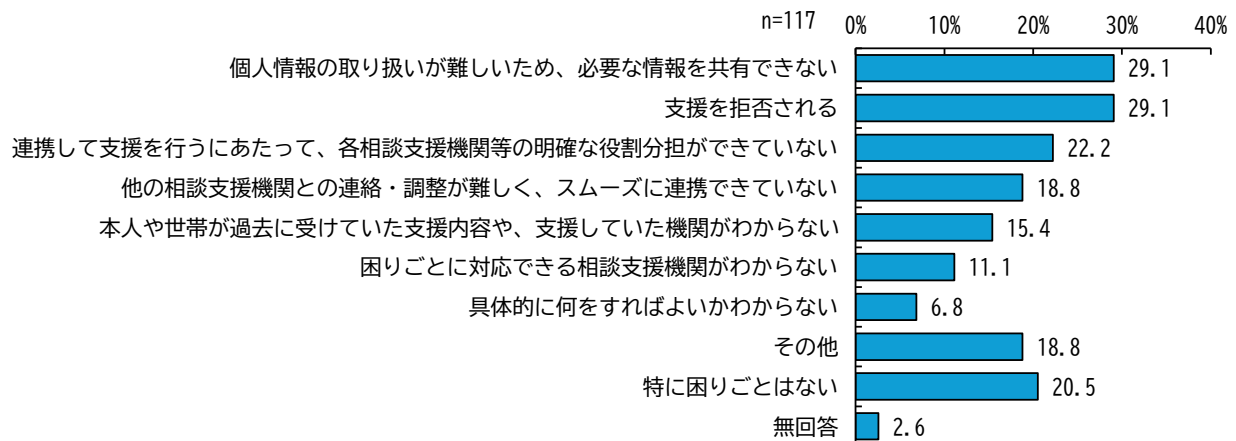 n=117 0% 10% 20% 30% 40%
個人情報の取り扱いが難しいため、必要な情報を共有できない 29.1
支援を拒否される 29.1
連携して支援を行うにあたって、各相談支援機関等の明確な役割分担ができていない 22.2
他の相談支援機関との連絡・調整が難しく、スムーズに連携できていない 18.8
本人や世帯が過去に受けていた支援内容や、支援していた機関がわからない 15.4
困りごとに対応できる相談支援機関がわからない 11.1
具体的に何をすればよいかわからない 6.8
その他 18.8
特に困りごとはない 20.5
無回答 2.6